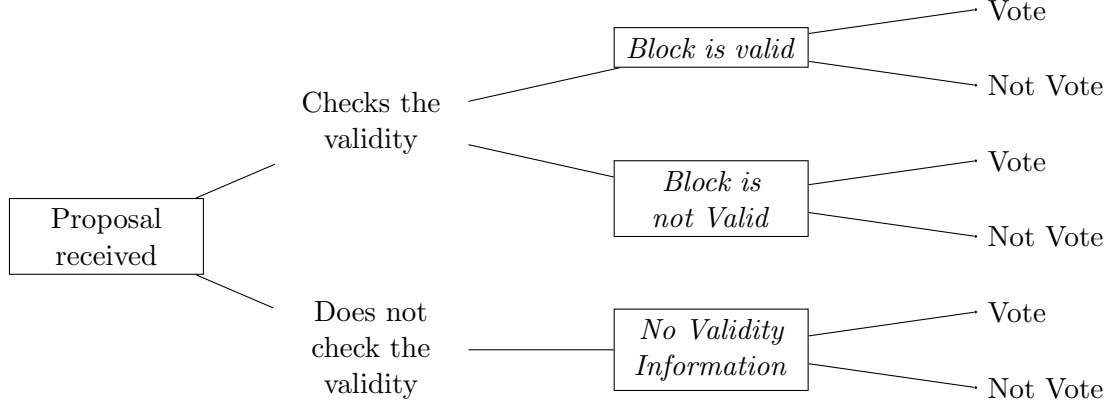 Proposal
received
Checks the
validity
Does not
check the
validity
Block is valid
Block is
not Valid
No Validity
Information
Vote
Not Vote
Vote
Not Vote
Vote
Not Vote